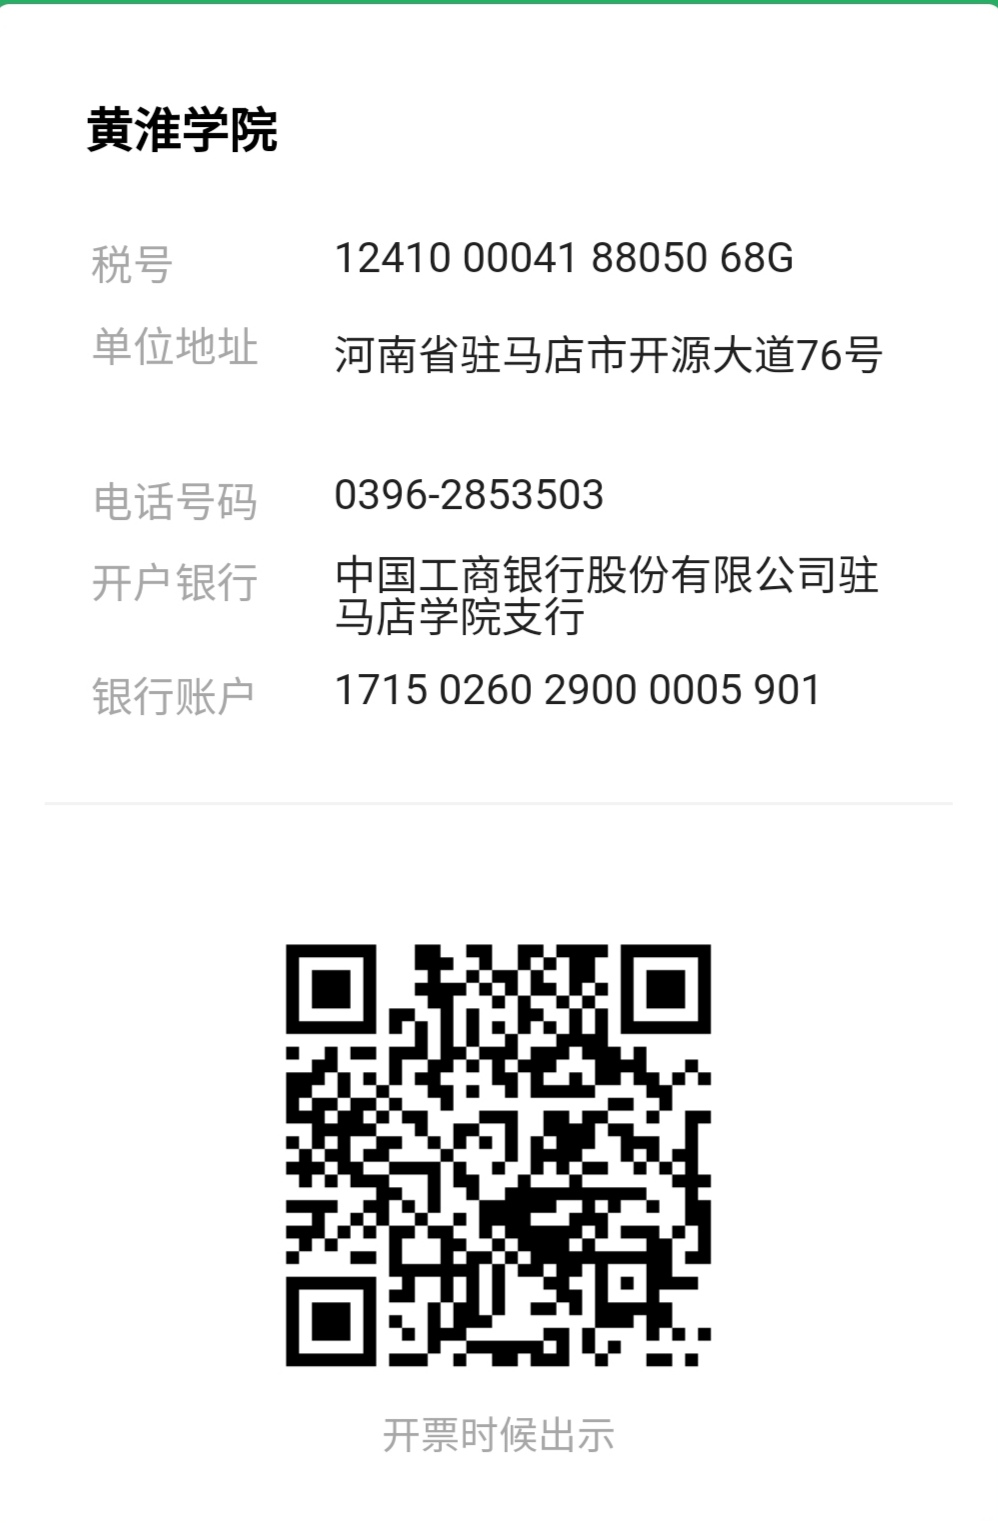 黄淮学院
税号 12410 00041 88050 68G
单位地址 河南省驻马店市开源大道76号
电话号码 0396-2853503
开户银行 中国工商银行股份有限公司驻
马店学院支行
银行账户 1715 0260 2900 0005 901
开票时候出示